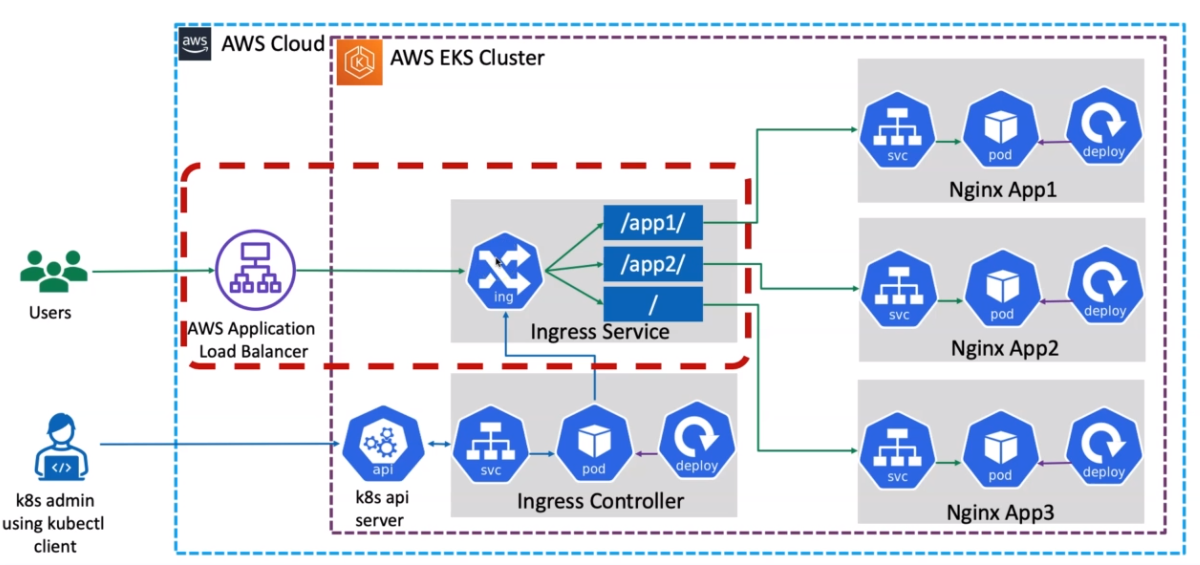 aws
AWS Cloud
AWS EKS Cluster
svc
pod
deploy
Nginx App1
/app1/
/app2/
/
ing
Ingress Service
Users
AWS Application
Load Balancer
svc
pod
deploy
Nginx App2
api
k8s api
server
svc
pod
deploy
Ingress Controller
k8s admin
using kubectl
client
svc
pod
deploy
Nginx App3